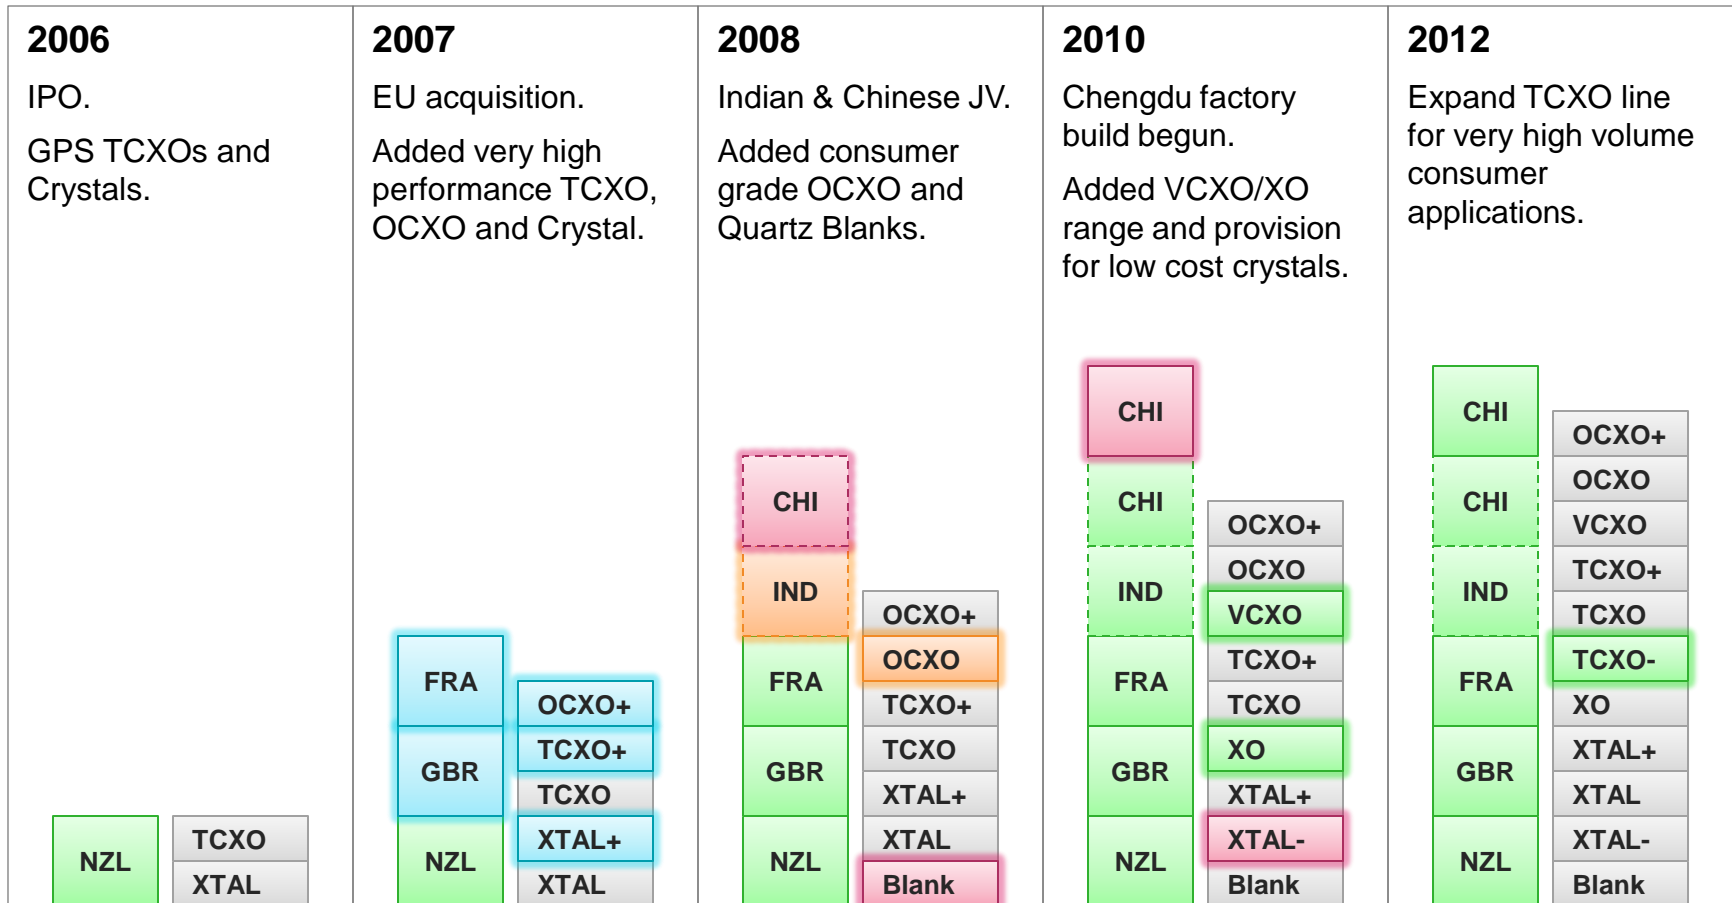 2006
IPO.
GPS TCXOs and
Crystals.
NZL
TCXO
XTAL
2007
EU acquisition.
Added very high
performance TCXO,
OCXO and Crystal.
FRA
GBR
NZL
OCXO+
TCXO+
TCXO
XTAL+
XTAL
2008
Indian & Chinese JV.
Added consumer
grade OCXO and
Quartz Blanks.
CHI
IND
FRA
GBR
NZL
OCXO+
OCXO
TCXO+
TCXO
XTAL+
XTAL
Blank
2010
Chengdu factory
build begun.
Added VCXO/XO
range and provision
for low cost crystals.
CHI
CHI
IND
FRA
GBR
NZL
OCXO+
OCXO
VCXO
TCXO+
TCXO
XO
XTAL+
XTAL-
Blank
2012
Expand TCXO line
for very high volume
consumer
applications.
CHI
CHI
IND
FRA
GBR
NZL
OCXO+
OCXO
VCXO
TCXO+
TCXO
TCXO-
XO
XTAL+
XTAL
XTAL-
Blank